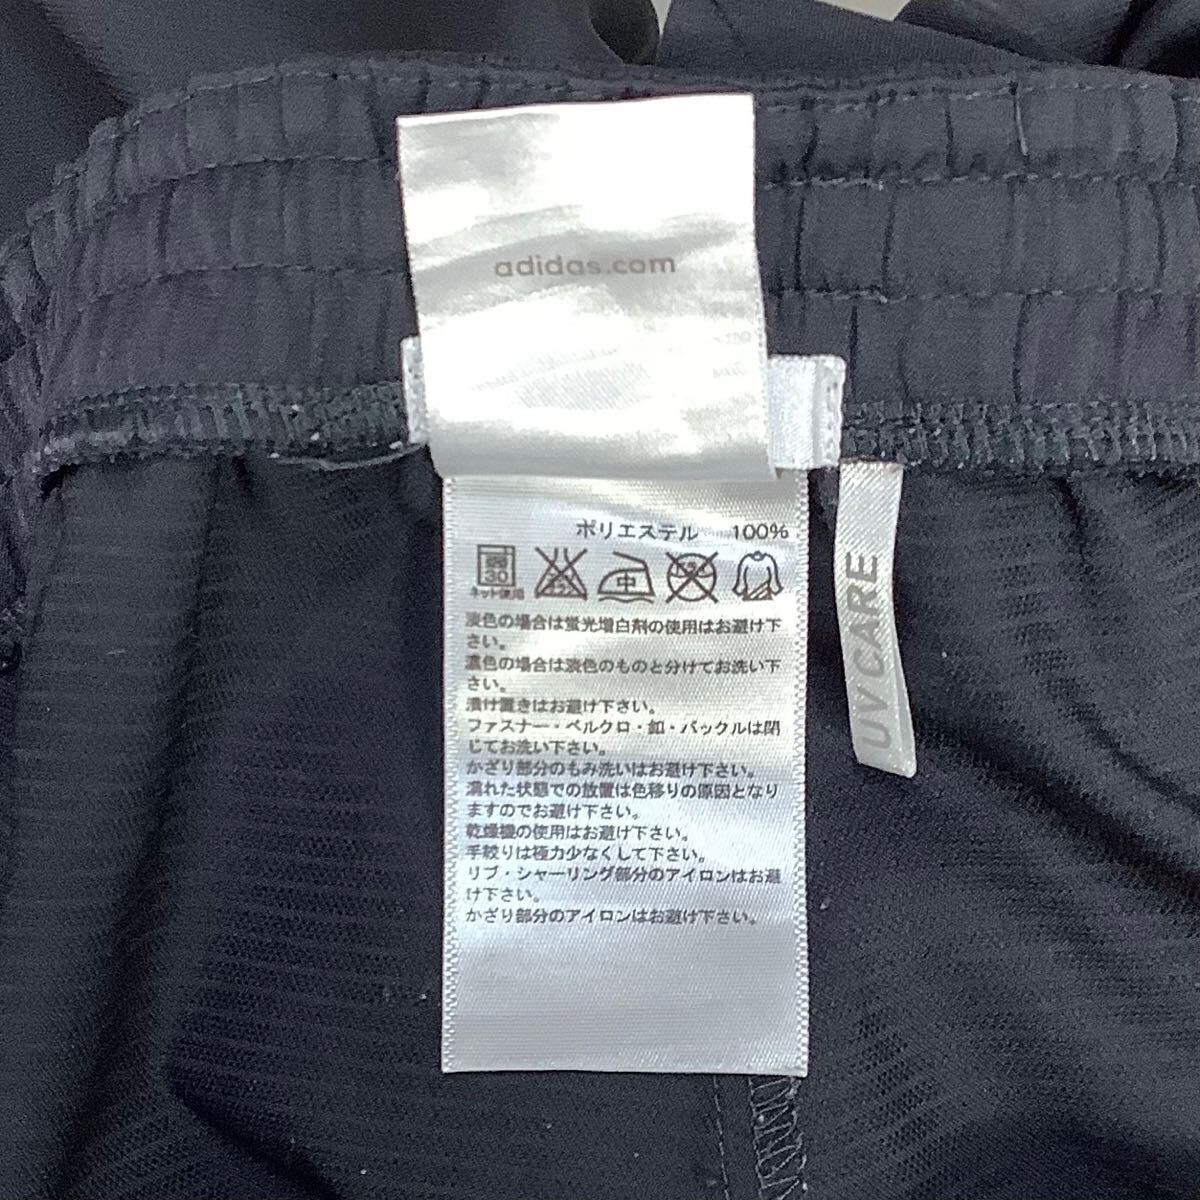 adidas.com
ポリエステル 100%
弱
30
ネット使用
中
淡色の場合は蛍光増白剤の使用はお避け下
さい。
濃色の場合は淡色のものと分けてお洗い下
さい。
漬け置きはお避け下さい。
ファスナー・ベルクロ・釦・バックルは閉
じてお洗い下さい。
かざり部分のもみ洗いはお避け下さい。
濡れた状態での放置は色移りの原因となり
ますのでお避け下さい。
乾燥機の使用はお避け下さい。
手絞りは極力少なくして下さい。
リブ・シャーリング部分のアイロンはお避
け下さい。
かざり部分のアイロンはお避け下さい。
UV CARE